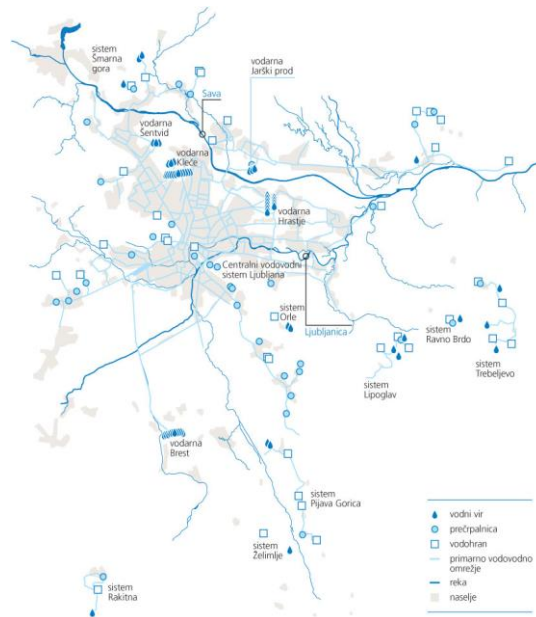 sistem
Šmarna
gora
vodarna
Jarški prod
Sava
vodarna
Šentvid
vodarna
Kleče
vodarna
Hrastje
Centralni vodovodni
sistem Ljubljana
sistem
Orle
Ljubljanica
sistem
Ravno Brdo
sistem
Trebeljevo
sistem
Lipoglav
vodarna
Brest
sistem
Pijava Gorica
sistem
Želimlje
sistem
Rakitna
vodni vir
prečrpalnica
vodohran
primarno vodovodno
omrežje
reka
naselje